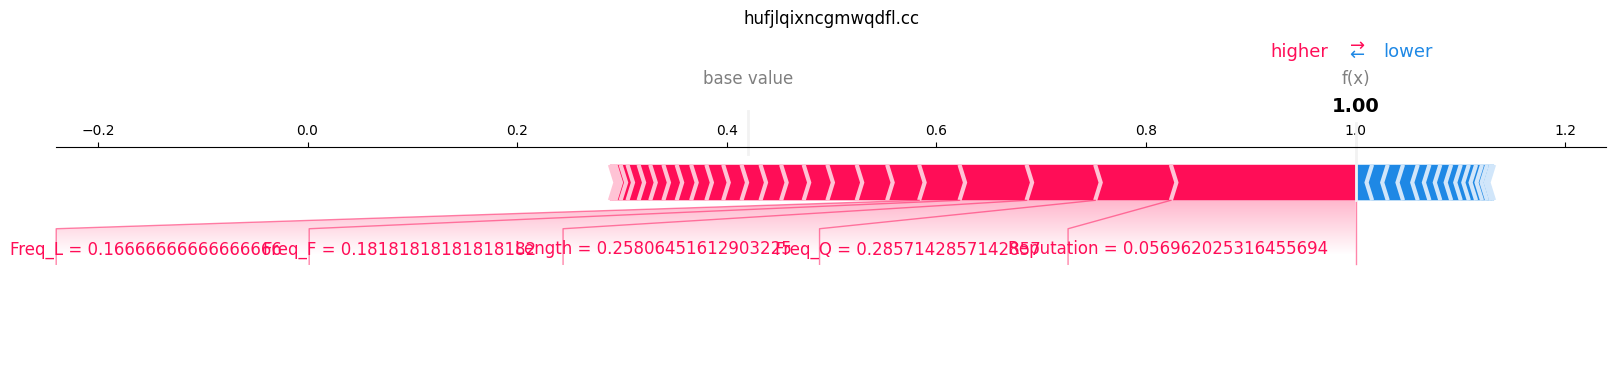 hufjlqixncgmwqdfl.cc
higher → ← lower
base value f(x)
1.00
−0.2 0.0 0.2 0.4 0.6 0.8 1.0 1.2
Freq_L = 0.16666666666666666 Freq_F = 0.18181818181818182 Length = 0.25806451612903225 Freq_Q = 0.2857142857142857 Reputation = 0.056962025316455694